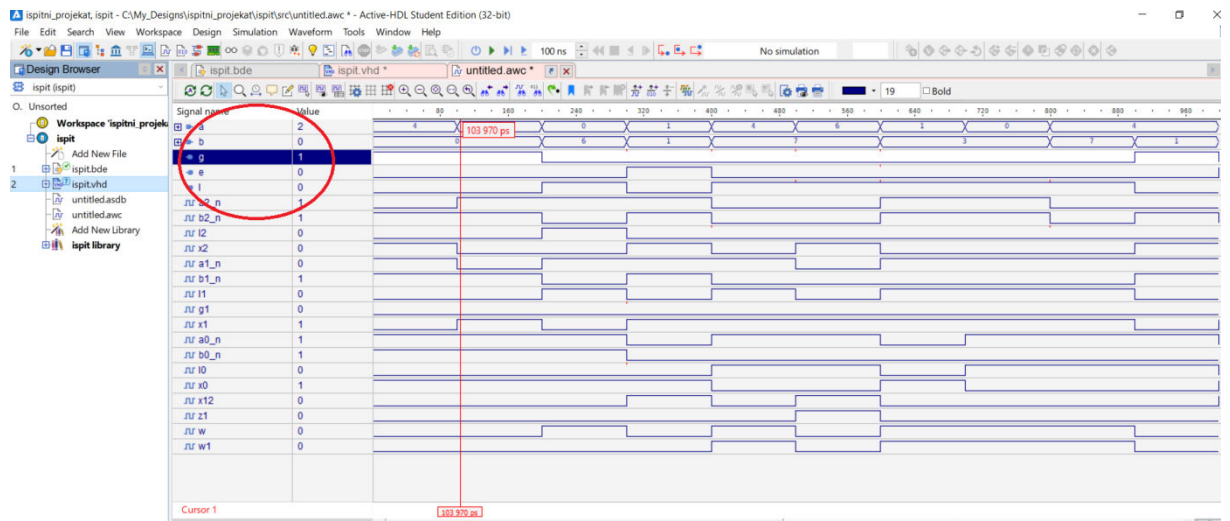 ispitni_projekat, ispit - C:\My_Designs\ispitni_projekat\ispit\src\untitled.awc * - Active-HDL Student Edition (32-bit)
File Edit Search View Workspace Design Simulation Waveform Tools Window Help
100 ns
No simulation
Design Browser
ispit.bde
ispit.vhd *
untitled.awc *
ispit (ispit)
19
Bold
O. Unsorted
Workspace 'ispitni_projek
ispit
Add New File
1 ispit.bde
2 ispit.vhd
untitled.asdb
untitled.awc
Add New Library
ispit library
Signal name Value
80 160 240 320 400 480 560 640 720 800 880 960
a 2 4 0 1 4 6 1 0 4
103 970 ps
b 0 0 6 1 7 3 7 1
g 1
e 0
l 0
a2_n 1
b2_n 1
l2 0
x2 0
a1_n 0
b1_n 1
l1 0
g1 0
x1 1
a0_n 1
b0_n 1
l0 0
x0 1
x12 0
z1 0
w 0
w1 0
Cursor 1
103 970 ps